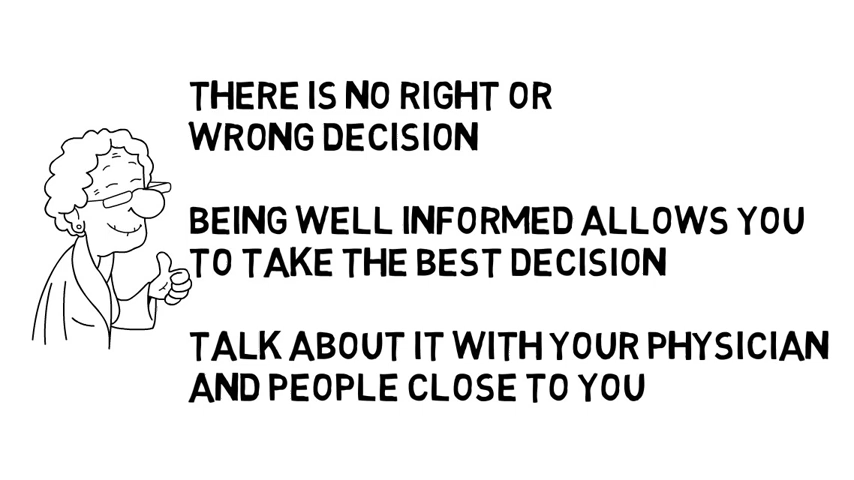 THERE IS NO RIGHT OR
WRONG DECISION
BEING WELL INFORMED ALLOWS YOU
TO TAKE THE BEST DECISION
TALK ABOUT IT WITH YOUR PHYSICIAN
AND PEOPLE CLOSE TO YOU